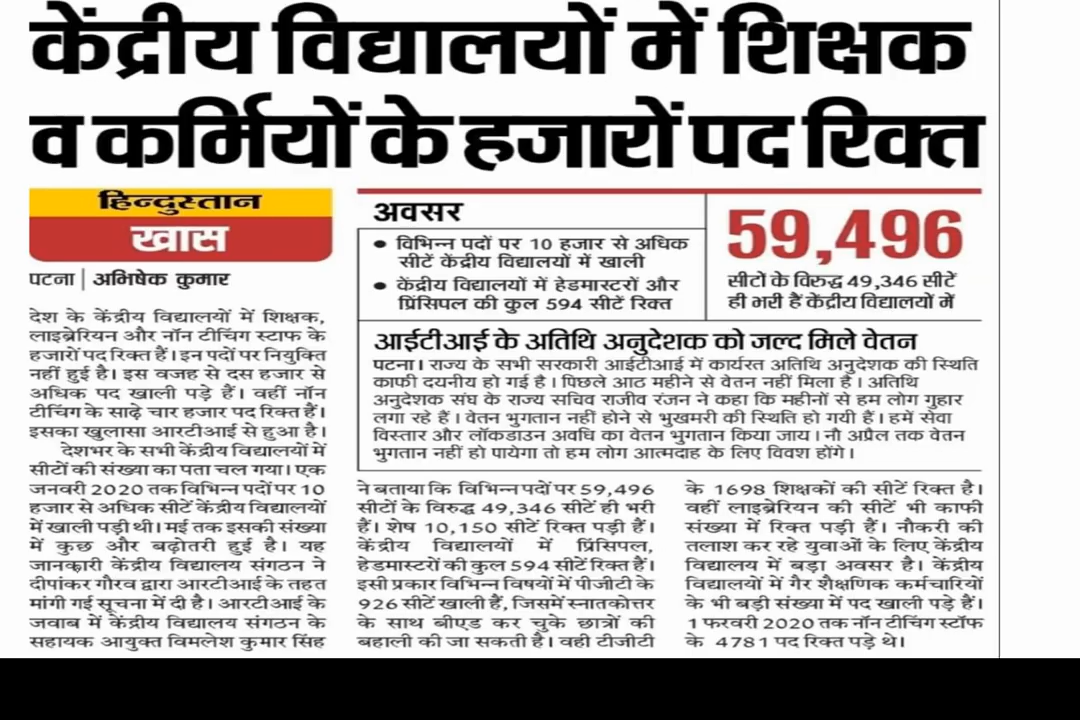 केंद्रीय विद्यालयों में शिक्षक
व कर्मियों के हजारों पद रिक्त
हिन्दुस्तान
खास
पटना | अभिषेक कुमार
देश के केंद्रीय विद्यालयों में शिक्षक,
लाइब्रेरियन और नॉन टीचिंग स्टाफ के
हजारों पद रिक्त हैं। इन पदों पर नियुक्ति
नहीं हुई है। इस वजह से दस हजार से
अधिक पद खाली पड़े हैं। वहीं नॉन
टीचिंग के साढ़े चार हजार पद रिक्त हैं।
इसका खुलासा आरटीआई से हुआ है।
देशभर के सभी केंद्रीय विद्यालयों में
सीटों की संख्या का पता चल गया। एक
जनवरी 2020 तक विभिन्न पदों पर 10
हजार से अधिक सीटें केंद्रीय विद्यालयों
में खाली पड़ी थी। मई तक इसकी संख्या
में कुछ और बढ़ोतरी हुई है। यह
जानकारी केंद्रीय विद्यालय संगठन ने
दीपांकर गौरव द्वारा आरटीआई के तहत
मांगी गई सूचना में दी है। आरटीआई के
जवाब में केंद्रीय विद्यालय संगठन के
सहायक आयुक्त विमलेश कुमार सिंह
अवसर
● विभिन्न पदों पर 10 हजार से अधिक
सीटें केंद्रीय विद्यालयों में खाली
● केंद्रीय विद्यालय में हेडमास्टरों और
प्रिंसिपल की कुल 594 सीटें रिक्त
59,496
सीटों के विरुद्ध 49,346 सीटें
ही भरी हैं केंद्रीय विद्यालयों में
आईटीआई के अतिथि अनुदेशक को जल्द मिले वेतन
पटना। राज्य के सभी सरकारी आईटीआई में कार्यरत अतिथि अनुदेशक की स्थिति
काफी दयनीय हो गई है। पिछले आठ महीने से वेतन नहीं मिला है। अतिथि
अनुदेशक संघ के राज्य सचिव राजीव रंजन ने कहा कि महीनों से हम लोग गुहार
लगा रहे हैं। वेतन भुगतान नहीं होने से भुखमरी की स्थिति हो गयी हैं। हमें सेवा
विस्तार और लॉकडाउन अवधि का वेतन भुगतान किया जाय। नौ अप्रैल तक वेतन
भुगतान नहीं हो पायेगा तो हम लोग आत्मदाह के लिए विवश होंगे।
ने बताया कि विभिन्न पदों पर 59,496
सीटों के विरुद्ध 49,346 सीटें ही भरी
हैं। शेष 10,150 सीटें रिक्त पड़ी हैं।
केंद्रीय विद्यालयों में प्रिंसिपल,
हेडमास्टरों की कुल 594 सीटें रिक्त हैं।
इसी प्रकार विभिन्न विषयों में पीजीटी के
926 सीटें खाली हैं, जिसमें स्नातकोत्तर
के साथ बीएड कर चुके छात्रों की
बहाली की जा सकती है। वही टीजीटी
के 1698 शिक्षकों की सीटें रिक्त है।
वहीं लाइब्रेरियन की सीटें भी काफी
संख्या में रिक्त पड़ी हैं। नौकरी की
तलाश कर रहे युवाओं के लिए केंद्रीय
विद्यालय में बड़ा अवसर है। केंद्रीय
विद्यालयों में गैर शैक्षणिक कर्मचारियों
के भी बड़ी संख्या में पद खाली पड़े हैं।
1 फरवरी 2020 तक नॉन टीचिंग स्टॉफ
के 4781 पद रिक्त पड़े थे।